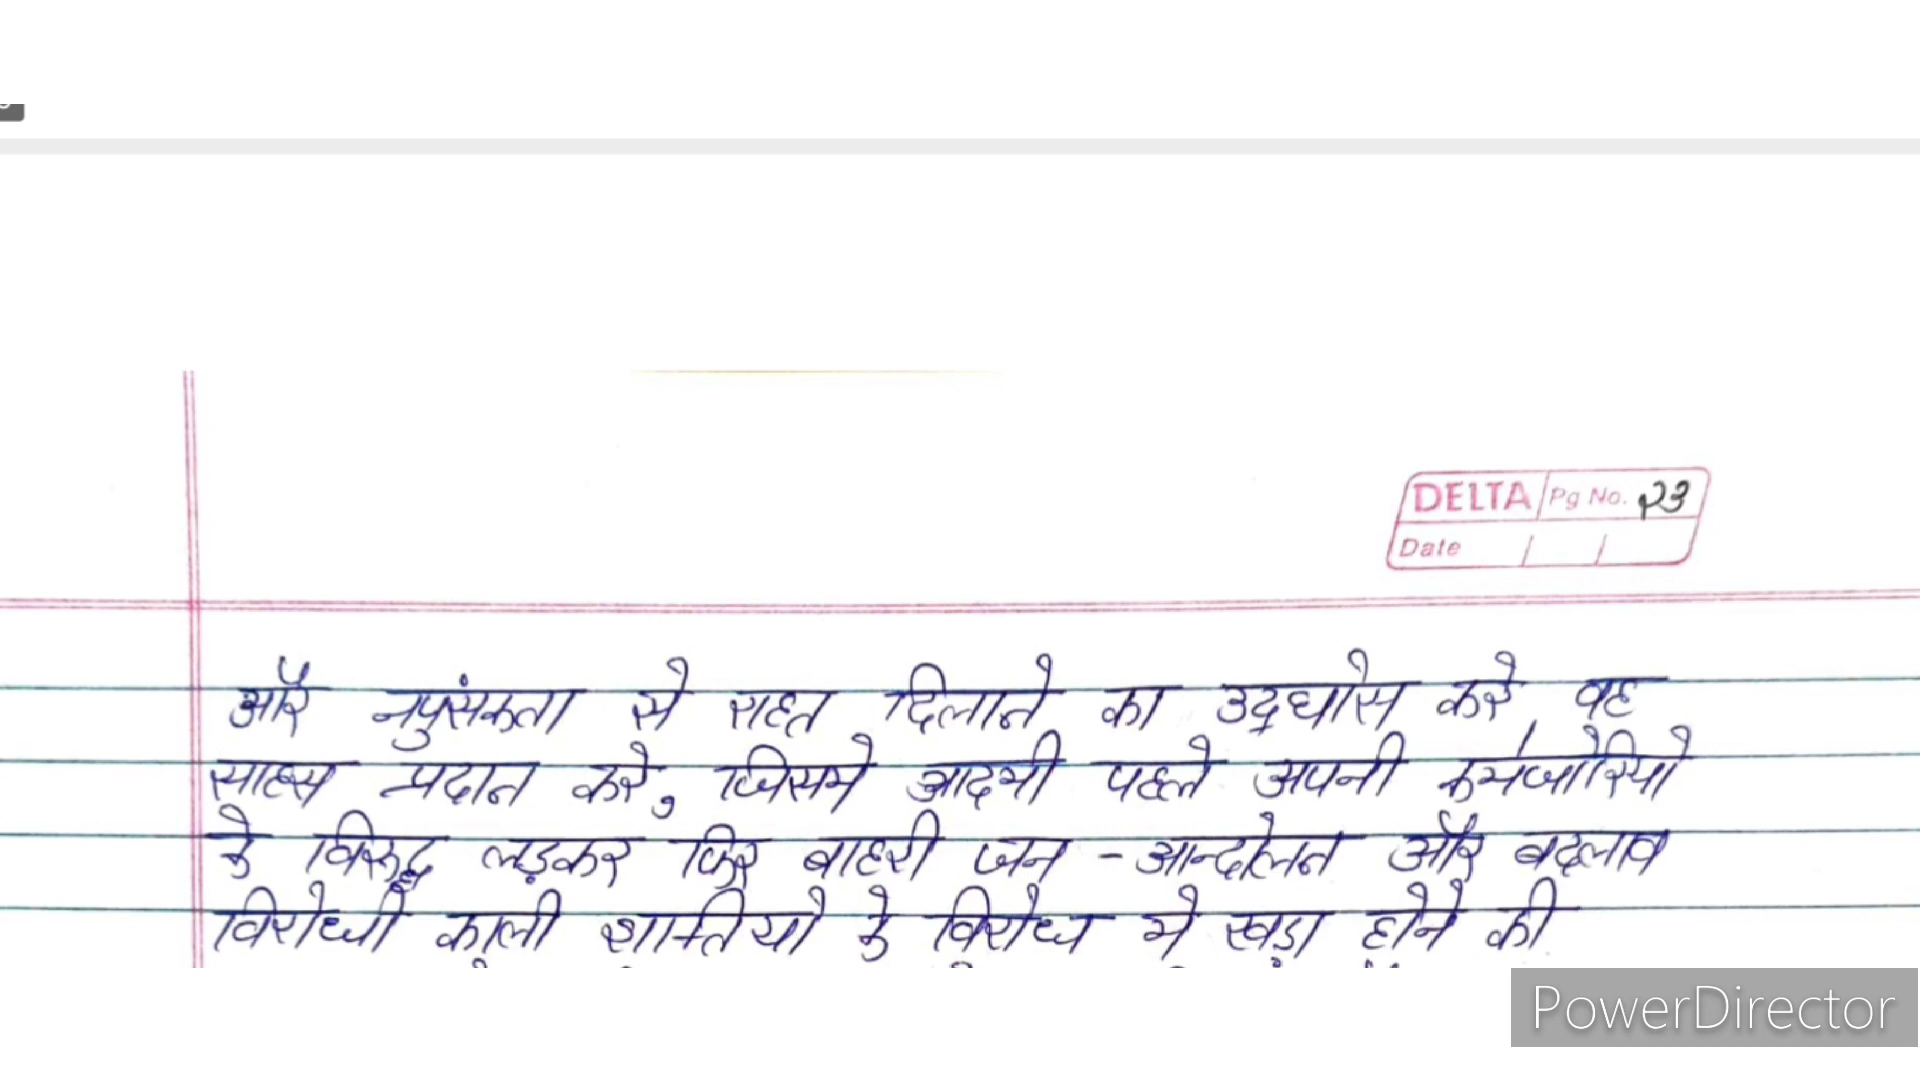 DELTA Pg No. 23
Date
और नपुसंकता से राहत दिलाने का उद्घोस करे, वह
साहस प्रदान करे, जिसमे आदमी पहले अपनी कमजोरियो
के विरुद्ध लड़कर फिर बाहरी जन - आन्दोलन और बदलाव
विरोधी काली शक्तियो के विरोध मे खड़ा होने की
PowerDirector